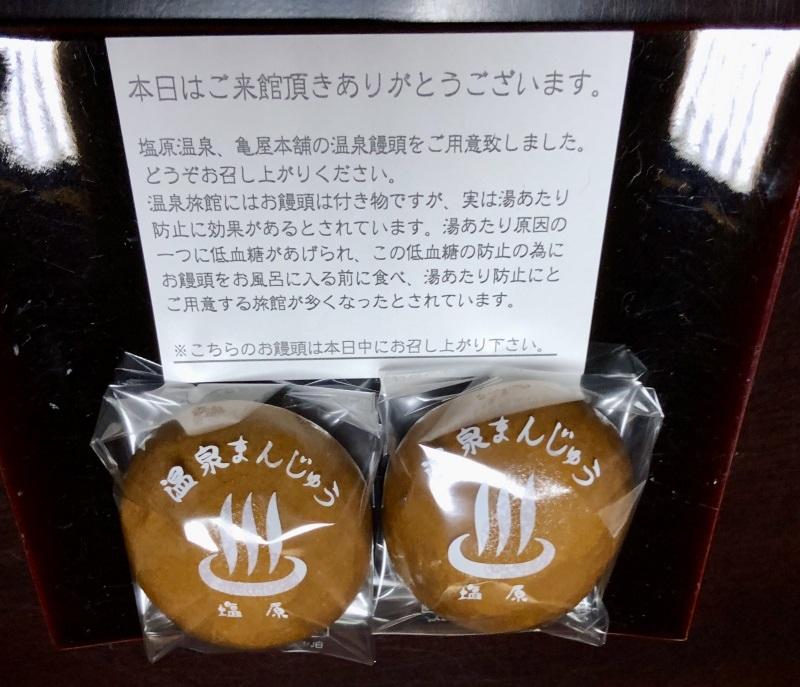 本日はご来館頂きありがとうございます。
塩原温泉、亀屋本舗の温泉饅頭をご用意致しました。
どうぞお召し上がりください。
温泉旅館にはお饅頭は付き物ですが、実は湯あたり
防止に効果があるとされています。湯あたり原因の
一つに低血糖があげられ、この低血糖の防止の為に
お饅頭をお風呂に入る前に食べ、湯あたり防止にと
ご用意する旅館が多くなったとされています。
※こちらのお饅頭は本日中にお召し上がり下さい。
温泉まんじゅう
塩原
温泉まんじゅう
塩原